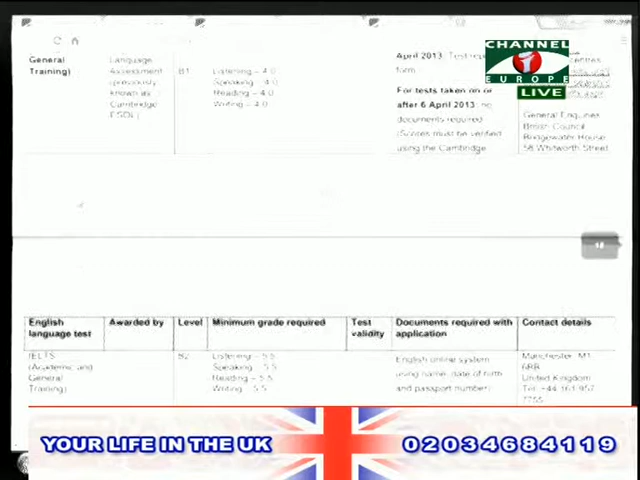 CHANNEL
i
EUROPE
LIVE
General
Training)
Language
Assessment
(previously
known as
Cambridge
ESOL)
B1
Listening – 4.0
Speaking – 4.0
Reading – 4.0
Writing – 4.0
April 2013: Test
form.
For tests taken on or
after 6 April 2013: no
documents required
(Scores must be verified
using the Cambridge
General Enquiries
British Council
Bridgewater House
58 Whitworth Street
English language test
Awarded by
Level
Minimum grade required
Test validity
Documents required with application
Contact details
IELTS
(Academic and
General
Training)
B2
Listening – 5.5
Speaking – 5.5
Reading – 5.5
Writing – 5.5
English online system
using name, date of birth
and passport number)
Manchester M1
6BB
United Kingdom
Tel: +44 161 957
7755
YOUR LIFE IN THE UK
02034684119